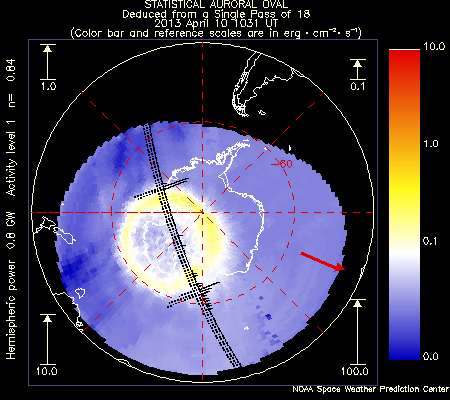 STATISTICAL AURORAL OVAL
Deduced from a Single Pass of 18
2013 April 10 1031 UT
(Color bar and reference scales are in erg · cm⁻² · s⁻¹)
Hemispheric power 0.8 GW Activity level 1 n= 0.84
1.0
0.1
10.0
100.0
-60
10.0
1.0
0.1
0.0
NOAA Space Weather Prediction Center